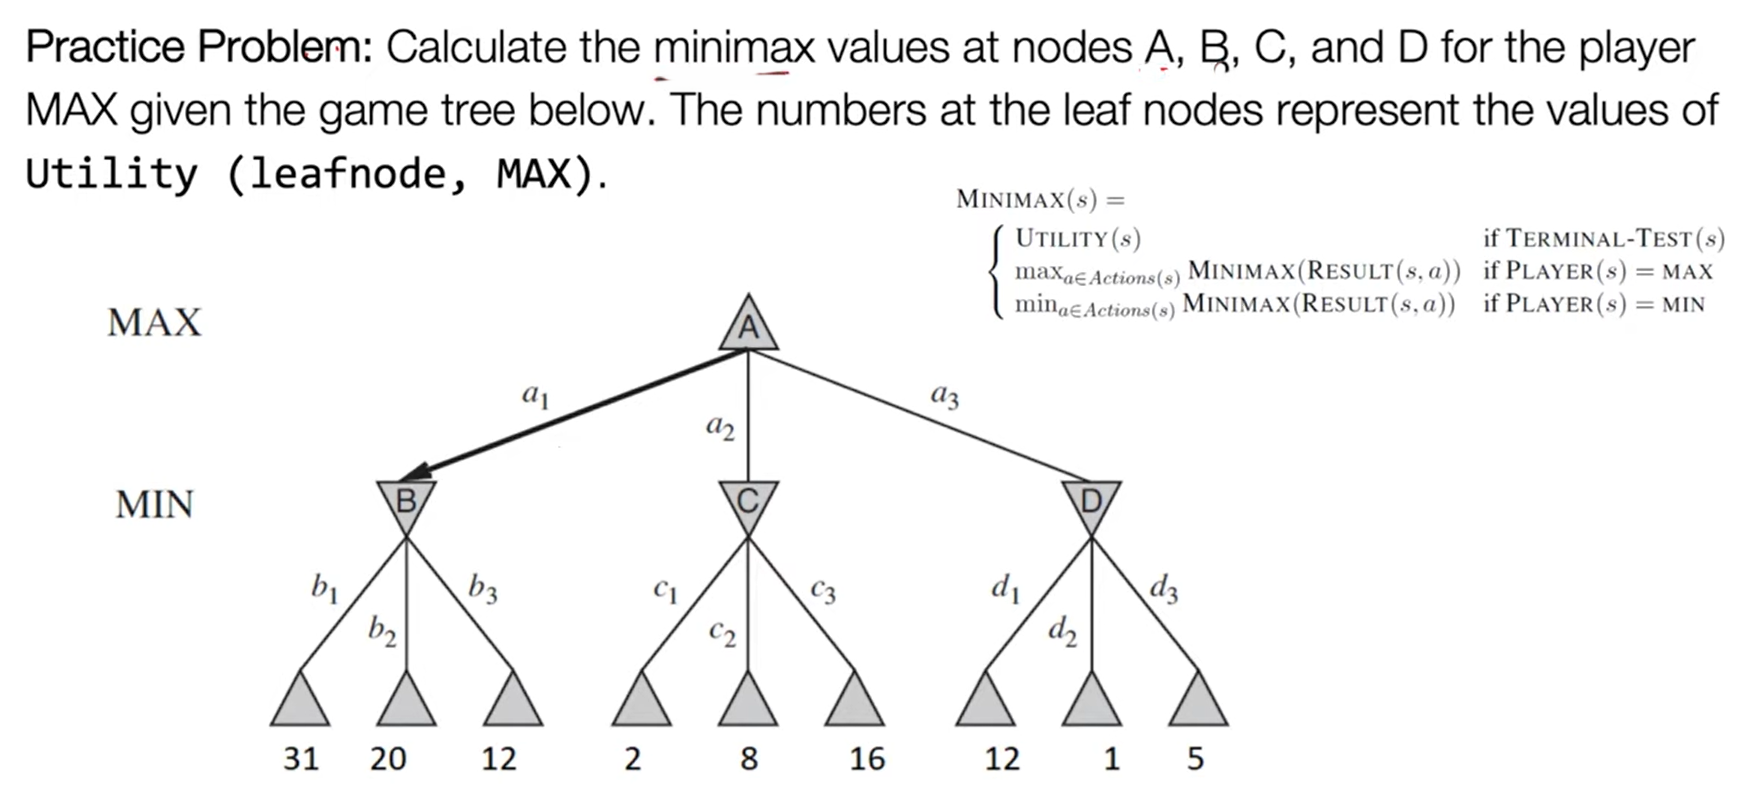 Practice Problem: Calculate the minimax values at nodes A, B, C, and D for the player
MAX given the game tree below. The numbers at the leaf nodes represent the values of
Utility (leafnode, MAX).
MINIMAX(s) =
UTILITY(s) if TERMINAL-TEST(s)
max a∈Actions(s) MINIMAX(RESULT(s, a)) if PLAYER(s) = MAX
min a∈Actions(s) MINIMAX(RESULT(s, a)) if PLAYER(s) = MIN
MAX A
a1 a2 a3
MIN B C D
b1 b2 b3 c1 c2 c3 d1 d2 d3
31 20 12 2 8 16 12 1 5